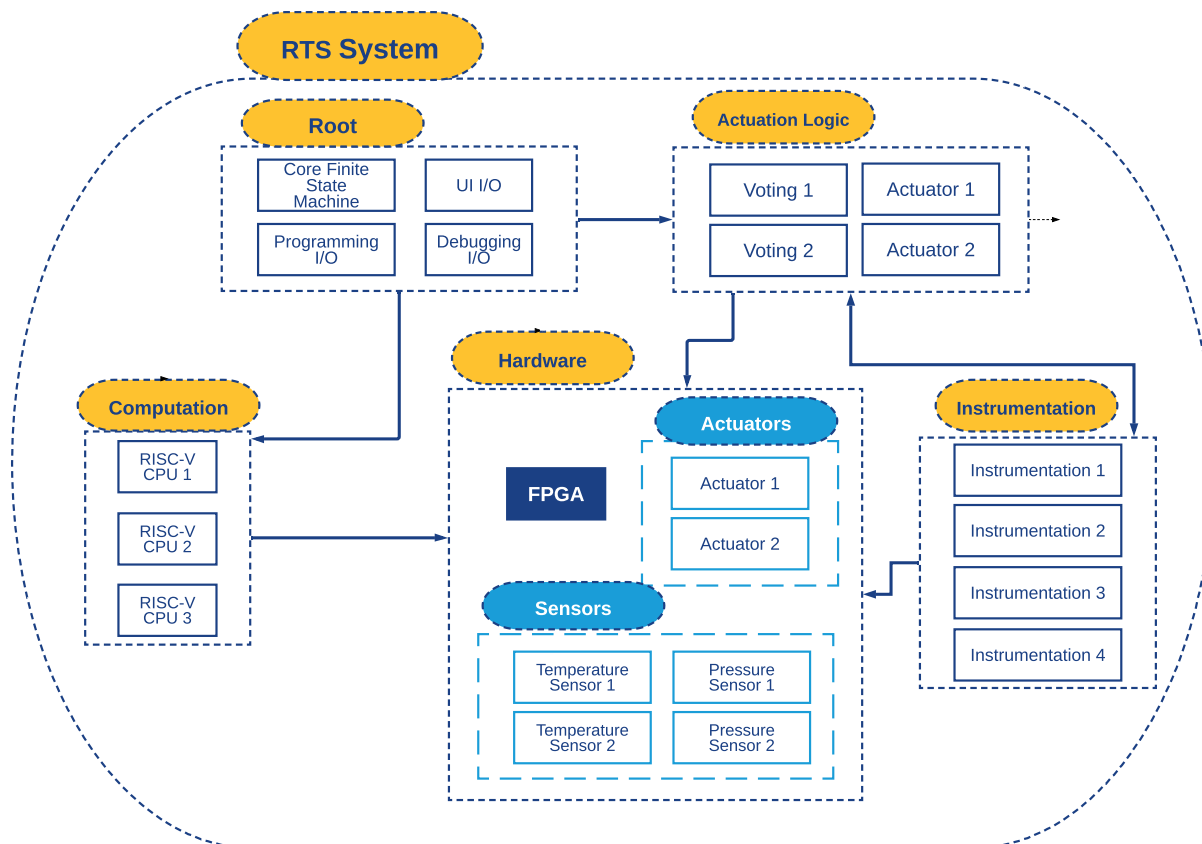 RTS System
Root
Core Finite
State
Machine
UI I/O
Programming
I/O
Debugging
I/O
Actuation Logic
Voting 1
Actuator 1
Voting 2
Actuator 2
Computation
RISC-V
CPU 1
RISC-V
CPU 2
RISC-V
CPU 3
Hardware
FPGA
Actuators
Actuator 1
Actuator 2
Sensors
Temperature
Sensor 1
Pressure
Sensor 1
Temperature
Sensor 2
Pressure
Sensor 2
Instrumentation
Instrumentation 1
Instrumentation 2
Instrumentation 3
Instrumentation 4